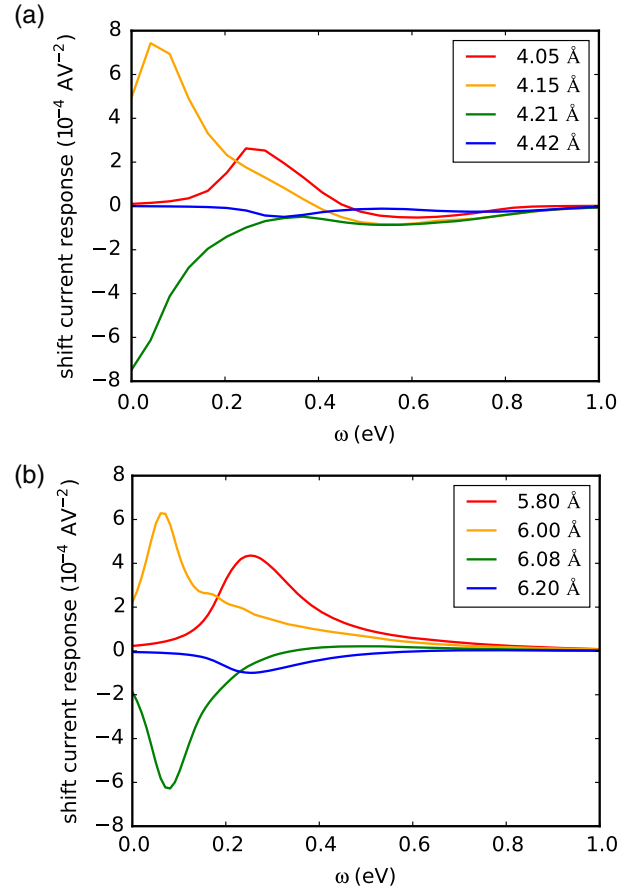 (a)
8
6
4
2
0
−2
−4
−6
−8
shift current response (10⁻⁴ AV⁻²)
4.05 Å
4.15 Å
4.21 Å
4.42 Å
0.0 0.2 0.4 0.6 0.8 1.0
ω (eV)
(b)
8
6
4
2
0
−2
−4
−6
−8
shift current response (10⁻⁴ AV⁻²)
5.80 Å
6.00 Å
6.08 Å
6.20 Å
0.0 0.2 0.4 0.6 0.8 1.0
ω (eV)